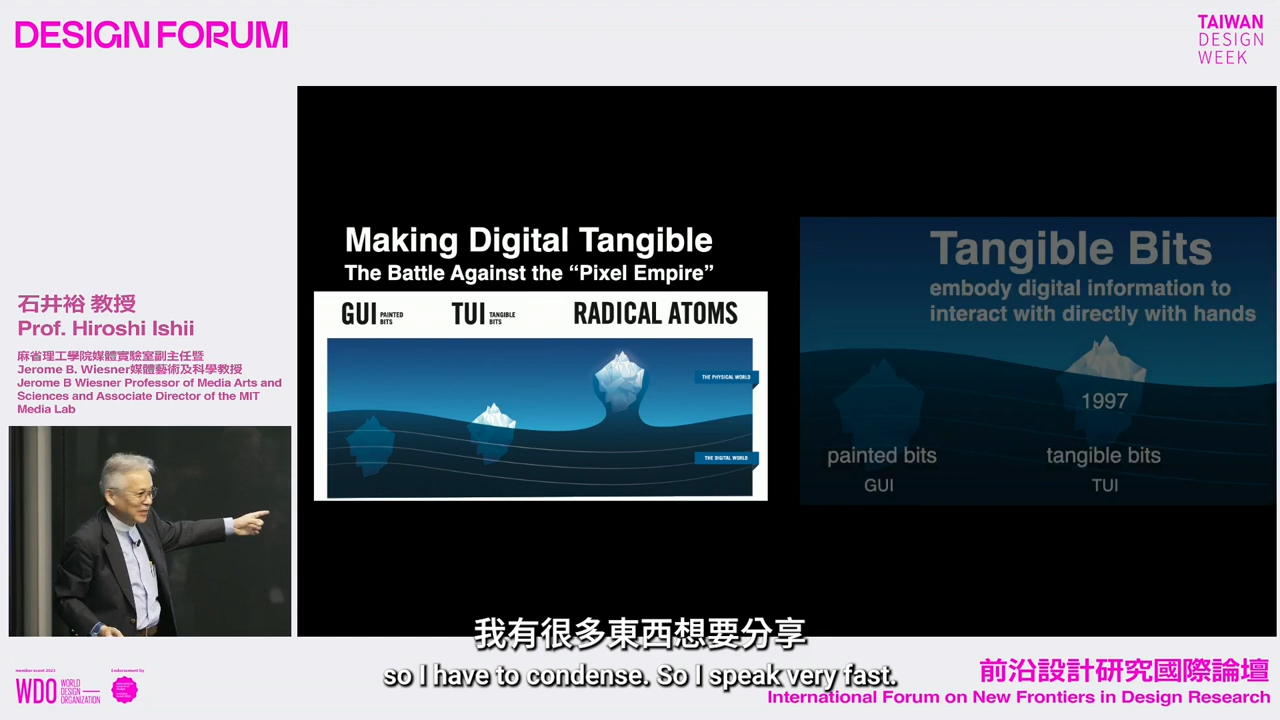 DESIGN FORUM
TAIWAN
DESIGN
WEEK
石井裕 教授
Prof. Hiroshi Ishii
麻省理工學院媒體實驗室副主任暨
Jerome B. Wiesner媒體藝術及科學教授
Jerome B Wiesner Professor of Media Arts and
Sciences and Associate Director of the MIT
Media Lab
Making Digital Tangible
The Battle Against the “Pixel Empire”
GUI PAINTED BITS
TUI TANGIBLE BITS
RADICAL ATOMS
THE PHYSICAL WORLD
THE DIGITAL WORLD
Tangible Bits
embody digital information to
interact with directly with hands
1997
painted bits
tangible bits
GUI
TUI
我有很多東西想要分享
so I have to condense. So I speak very fast.
member event 2023
WDO WORLD DESIGN ORGANIZATION
Endorsement by
前沿設計研究國際論壇
International Forum on New Frontiers in Design Research